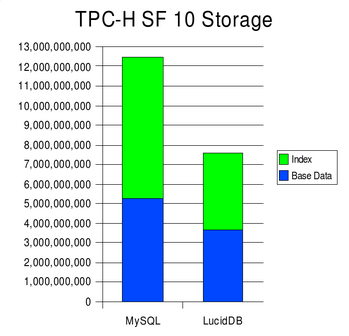 TPC-H SF 10 Storage
13,000,000,000
12,000,000,000
11,000,000,000
10,000,000,000
9,000,000,000
8,000,000,000
7,000,000,000
6,000,000,000
5,000,000,000
4,000,000,000
3,000,000,000
2,000,000,000
1,000,000,000
0
MySQL
LucidDB
Index
Base Data